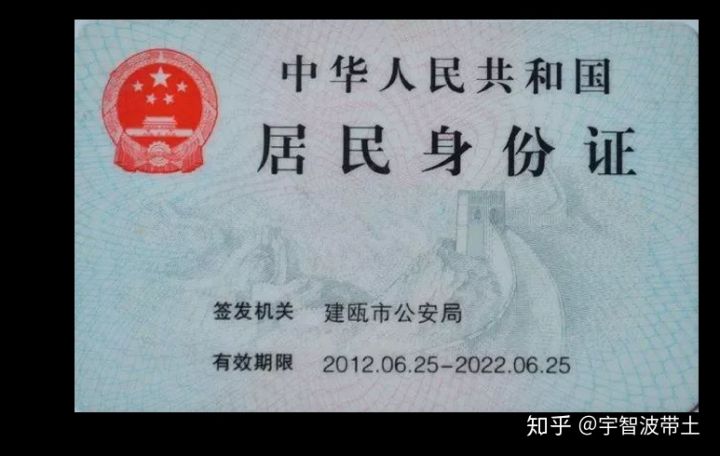 中华人民共和国
居民身份证
签发机关 建瓯市公安局
有效期限 2012.06.25-2022.06.25
知乎 @宇智波带土